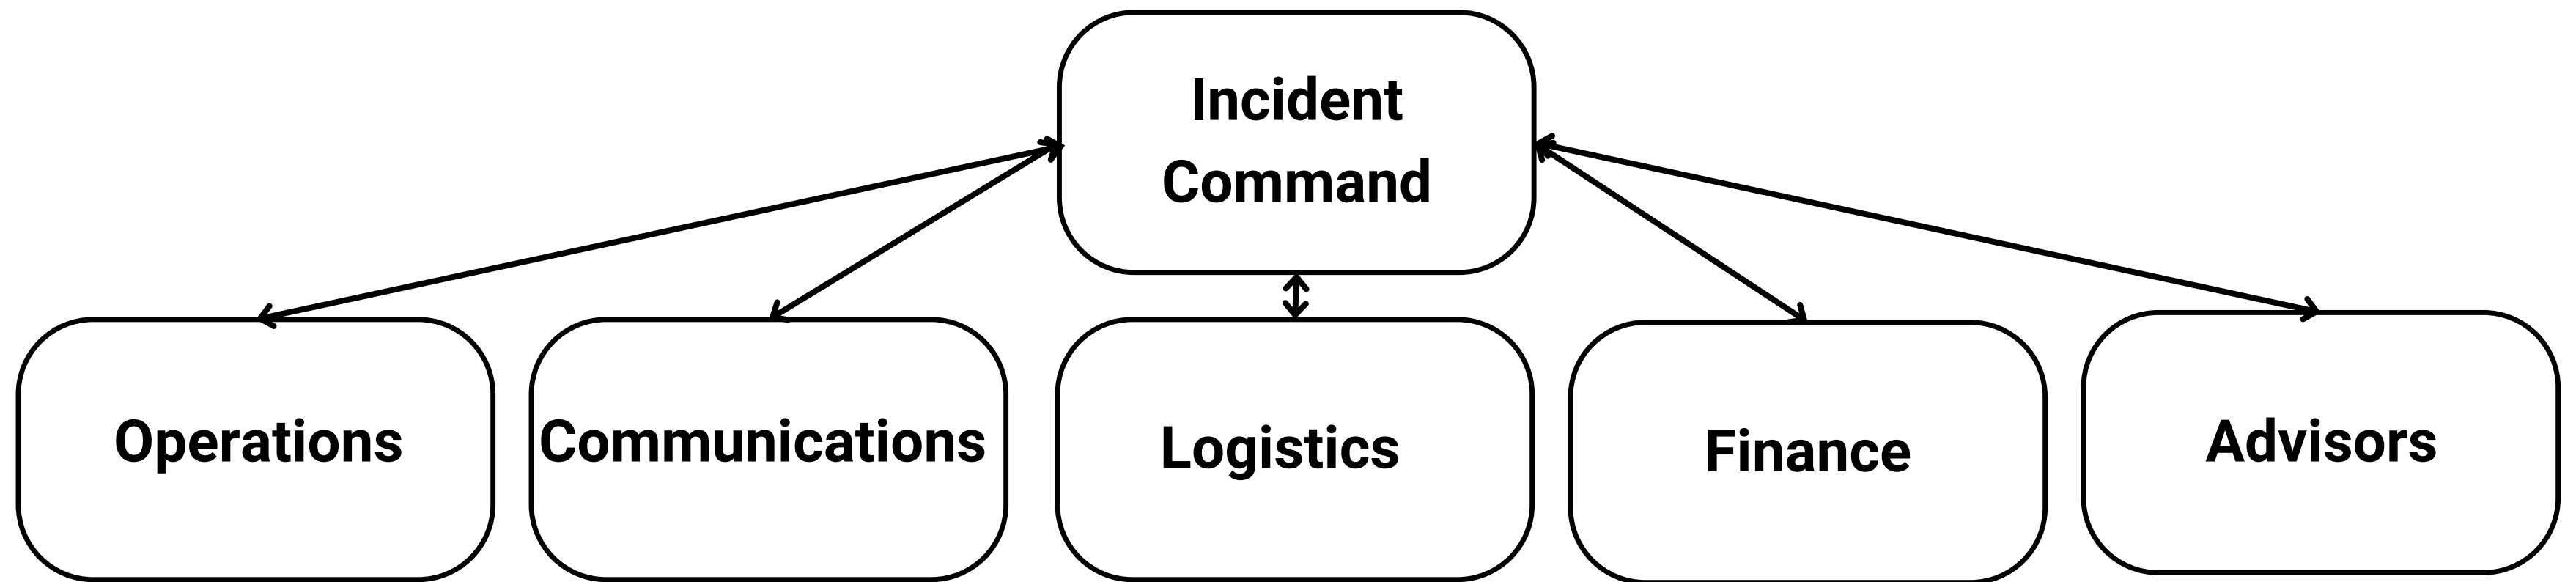 Incident
Command
Operations
Communications
Logistics
Finance
Advisors